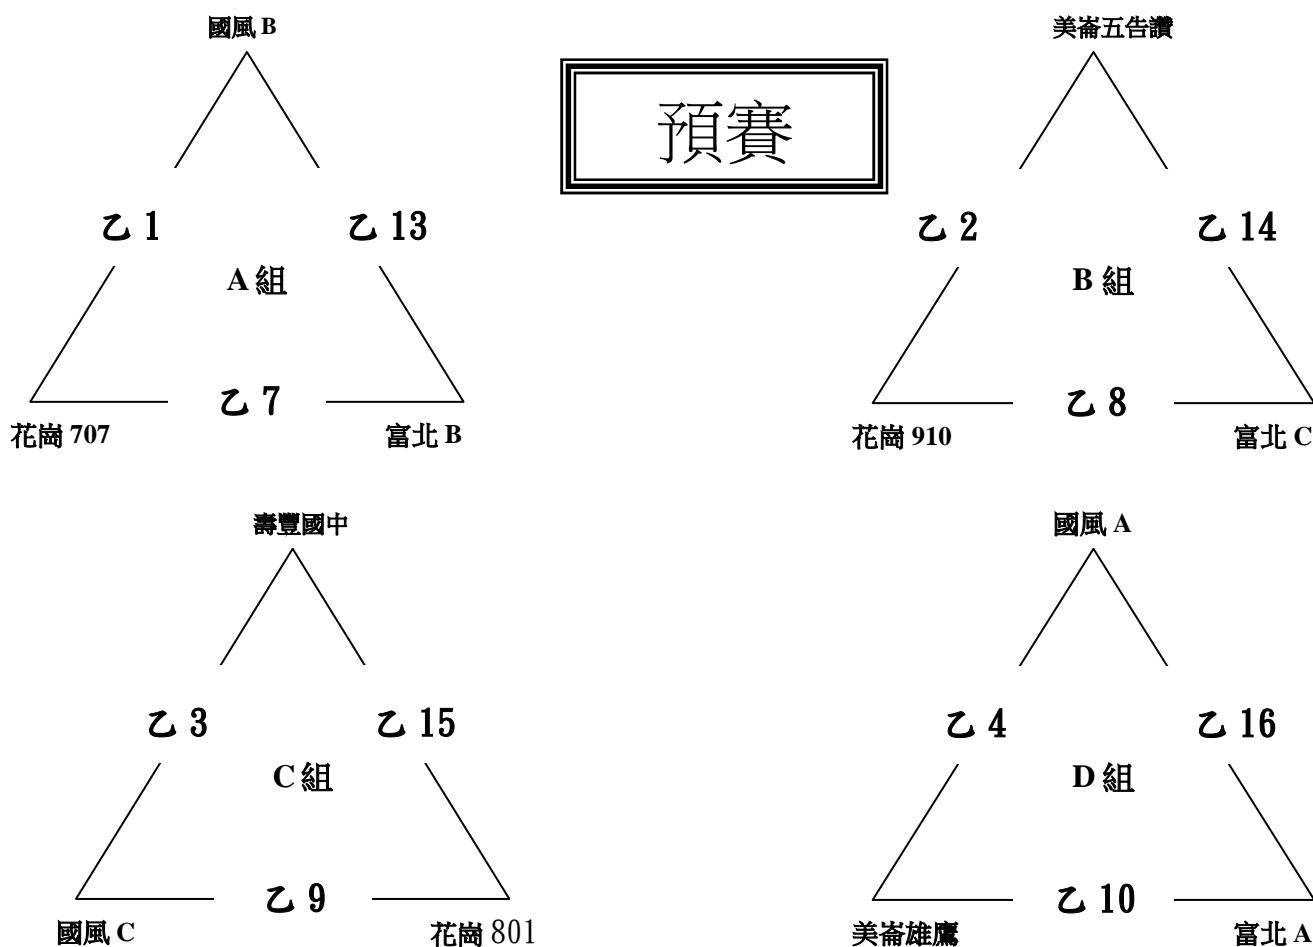 國風 B
美崙五告讚
預賽
乙 1
乙 13
乙 2
乙 14
A 組
B 組
乙 7
乙 8
花崗 707
富北 B
花崗 910
富北 C
壽豐國中
國風 A
乙 3
乙 15
乙 4
乙 16
C 組
D 組
乙 9
乙 10
國風 C
花崗 801
美崙雄鷹
富北 A